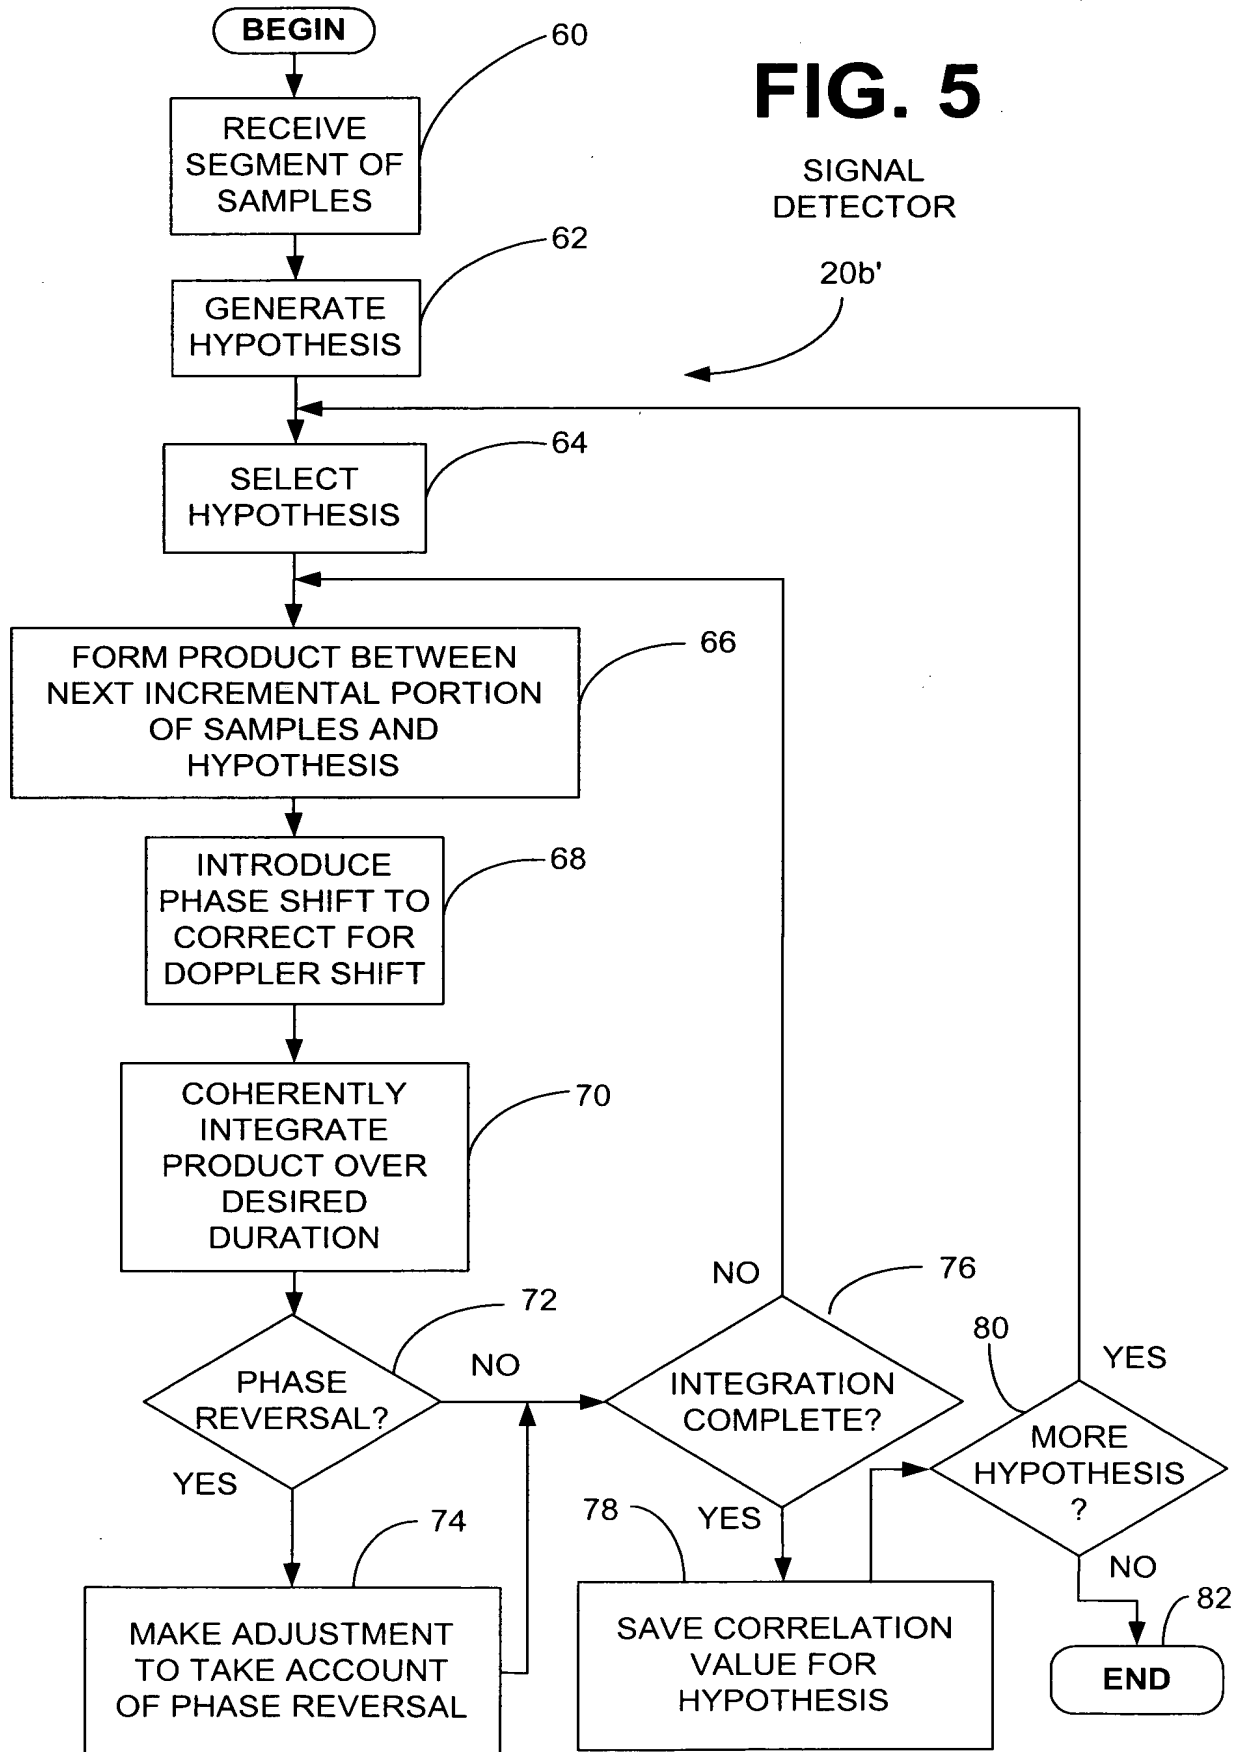 BEGIN
60
FIG. 5
RECEIVE
SEGMENT OF
SAMPLES
SIGNAL
DETECTOR
62
20b'
GENERATE
HYPOTHESIS
64
SELECT
HYPOTHESIS
66
FORM PRODUCT BETWEEN
NEXT INCREMENTAL PORTION
OF SAMPLES AND
HYPOTHESIS
68
INTRODUCE
PHASE SHIFT TO
CORRECT FOR
DOPPLER SHIFT
70
COHERENTLY
INTEGRATE
PRODUCT OVER
DESIRED
DURATION
72
PHASE
REVERSAL?
NO
YES
74
MAKE ADJUSTMENT
TO TAKE ACCOUNT
OF PHASE REVERSAL
NO
76
INTEGRATION
COMPLETE?
YES
78
SAVE CORRELATION
VALUE FOR
HYPOTHESIS
80
YES
MORE
HYPOTHESIS
?
NO
82
END